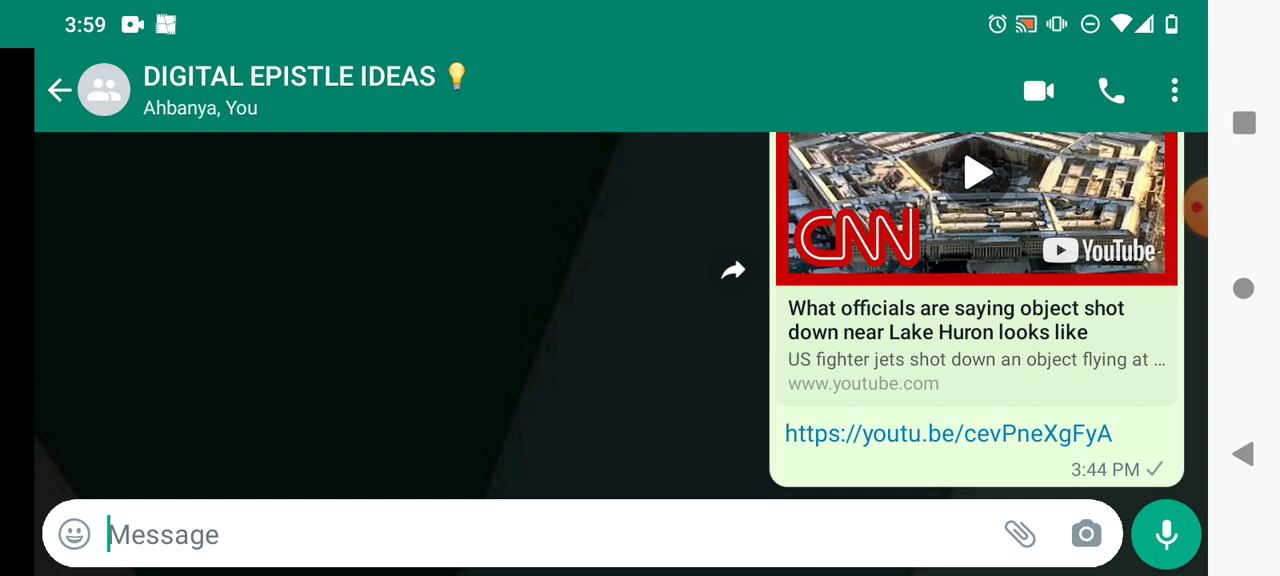 3:59
DIGITAL EPISTLE IDEAS 💡
Ahbanya, You
CNN
YouTube
What officials are saying object shot
down near Lake Huron looks like
US fighter jets shot down an object flying at ...
www.youtube.com
https://youtu.be/cevPneXgFyA
3:44 PM
Message